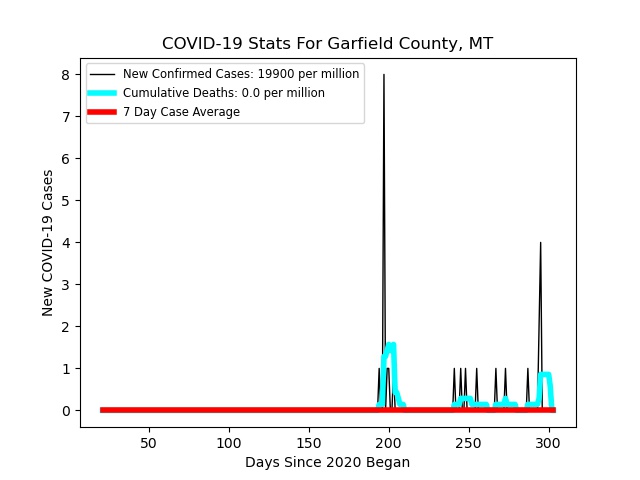 COVID-19 Stats For Garfield County, MT
New Confirmed Cases: 19900 per million
Cumulative Deaths: 0.0 per million
7 Day Case Average
8
7
6
5
4
3
2
1
0
New COVID-19 Cases
50 100 150 200 250 300
Days Since 2020 Began